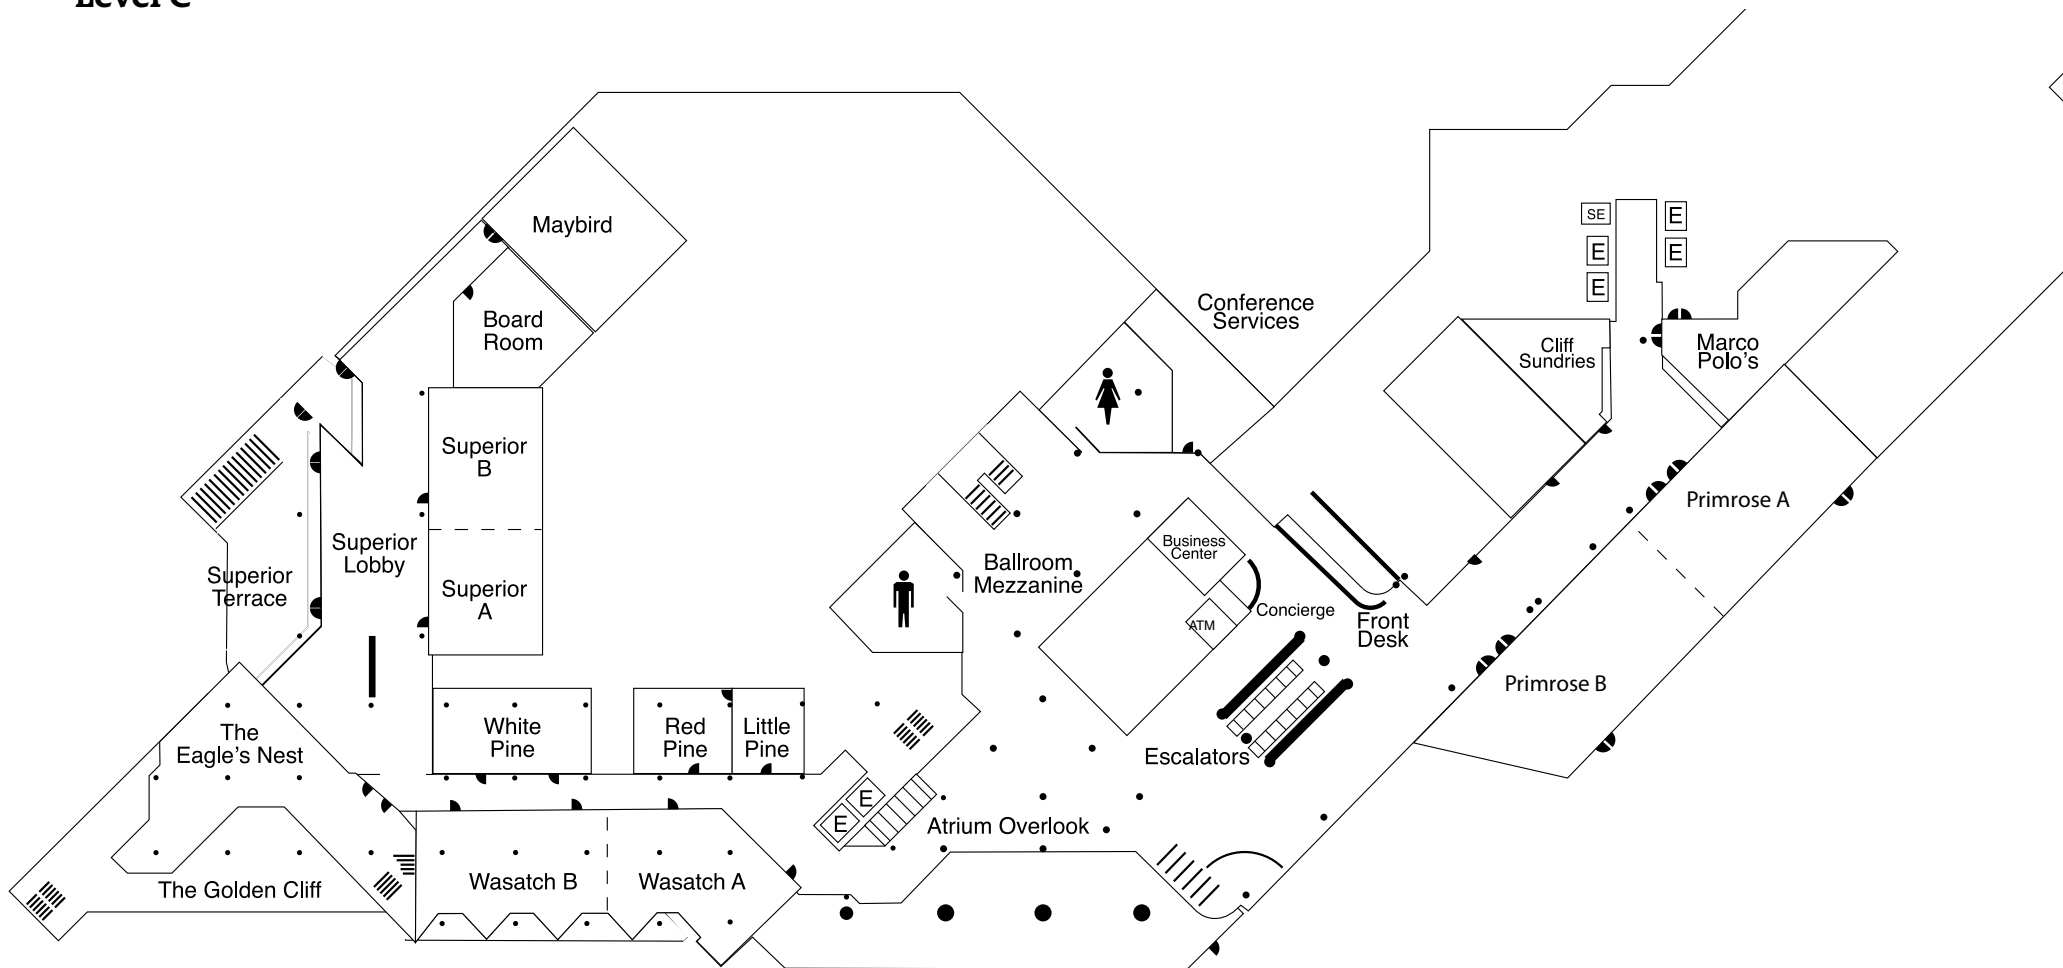 Level C
SE
E
E
E
E
Maybird
Conference
Services
Board
Room
Cliff
Sundries
Marco
Polo's
Superior
B
Primrose A
Superior
Lobby
Business
Center
Ballroom
Mezzanine
Superior
Terrace
Superior
A
Concierge
ATM
Front
Desk
Primrose B
The
Eagle's Nest
White
Pine
Red
Pine
Little
Pine
Escalators
E
E
Atrium Overlook
The Golden Cliff
Wasatch B
Wasatch A